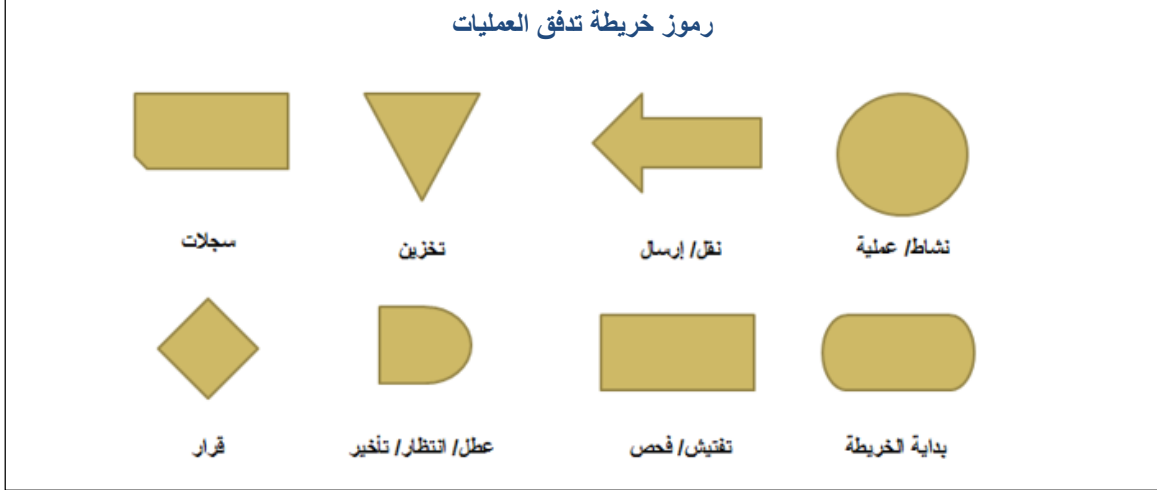 رموز خريطة تدفق العمليات
نشاط/ عملية
نقل/ إرسال
تخزين
سجلات
بداية الخريطة
تفتيش/ فحص
عطل/ انتظار/ تأخير
قرار